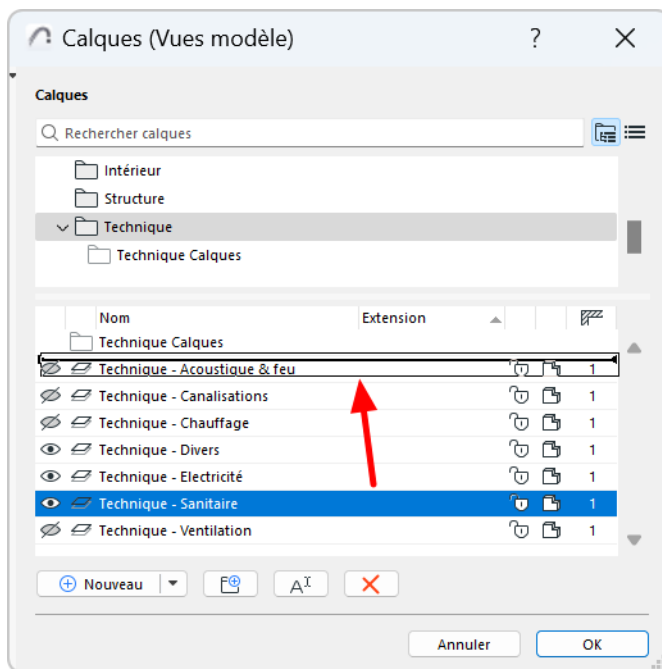 Calques (Vues modèle) ?
Calques
Rechercher calques
Intérieur
Structure
Technique
Technique Calques
Nom Extension
Technique Calques
Technique - Acoustique & feu 1
Technique - Canalisations 1
Technique - Chauffage 1
Technique - Divers 1
Technique - Electricité 1
Technique - Sanitaire 1
Technique - Ventilation 1
Nouveau
Annuler OK